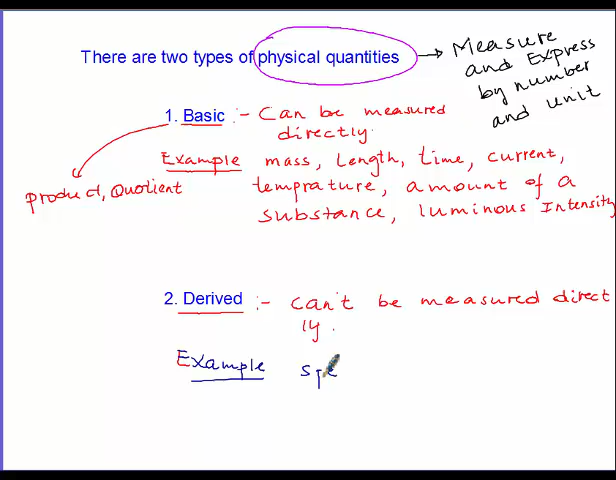 There are two types of physical quantities
Measure
and Express
by number
and unit
1. Basic :- Can be measured
directly.
Example mass, length, time, current,
temprature, amount of a
substance, luminous Intensity
product, Quotient
2. Derived :- can't be measured direct
ly.
Example spe